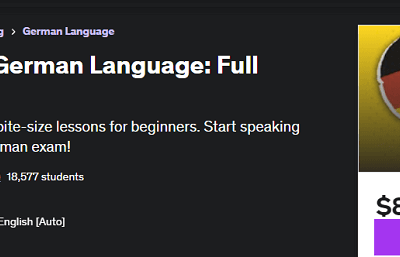 g > German Language
German Language: Full
bite-size lessons for beginners. Start speaking
man exam!
18,577 students
English [Auto]
$8